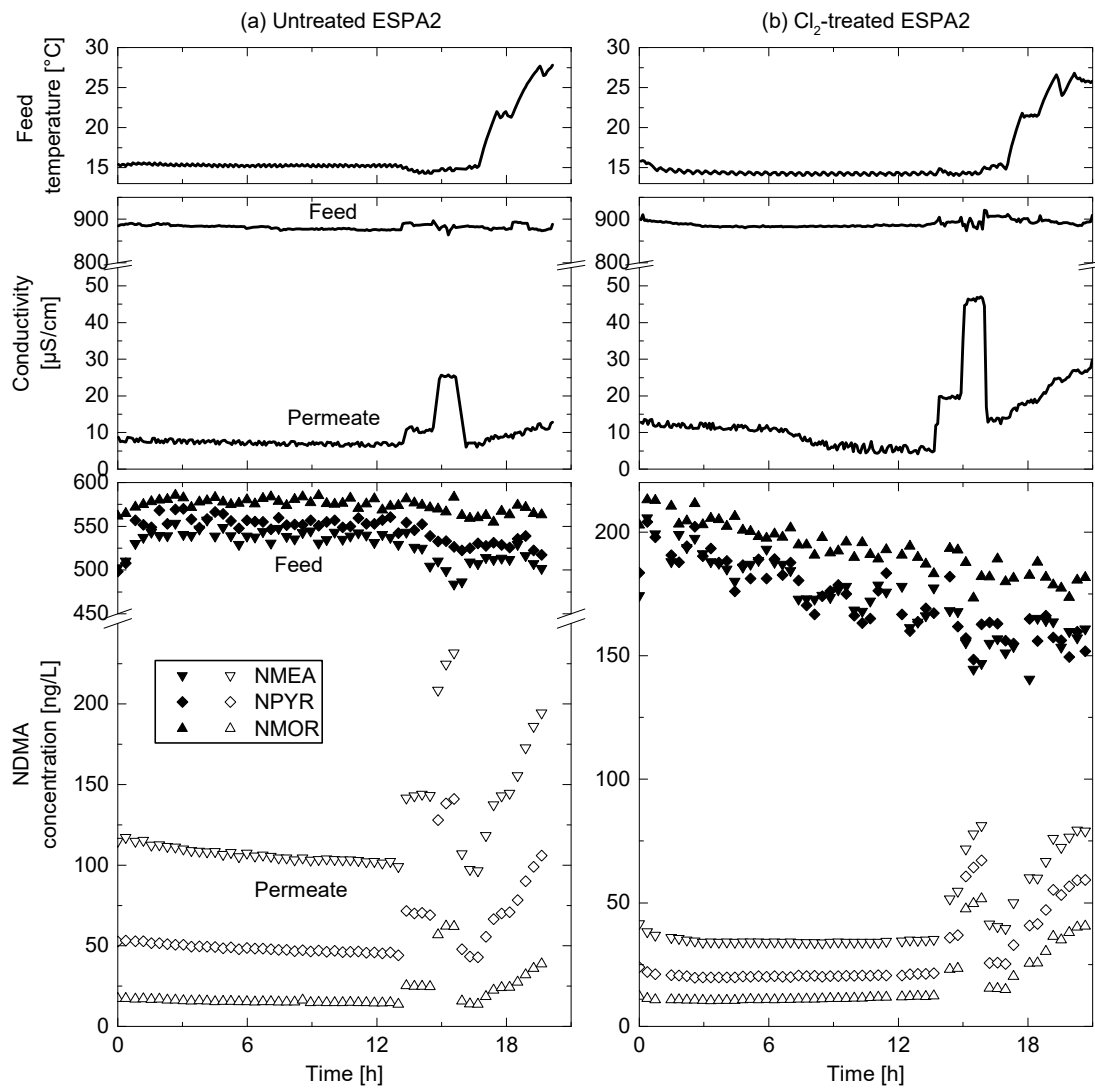 (a) Untreated ESPA2
(b) Cl₂-treated ESPA2
30
25
20
15
Feed
temperature [°C]
30
25
20
15
900
800
50
40
30
20
10
0
Conductivity
[µS/cm]
Feed
Permeate
900
800
50
40
30
20
10
0
600
550
500
450
200
150
100
50
0
NDMA
concentration [ng/L]
Feed
NMEA
NPYR
NMOR
Permeate
0 6 12 18
Time [h]
200
150
100
50
0
0 6 12 18
Time [h]